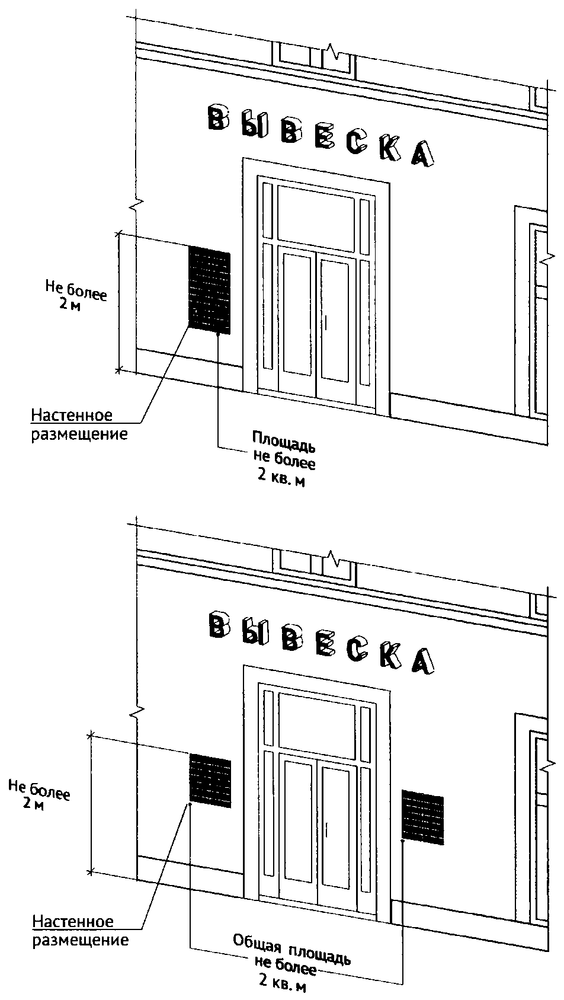 ВЫВЕСКА
Не более
2 м
Настенное
размещение
Площадь
не более
2 кв. м
ВЫВЕСКА
Не более
2 м
Настенное
размещение
Общая площадь
не более
2 кв. м